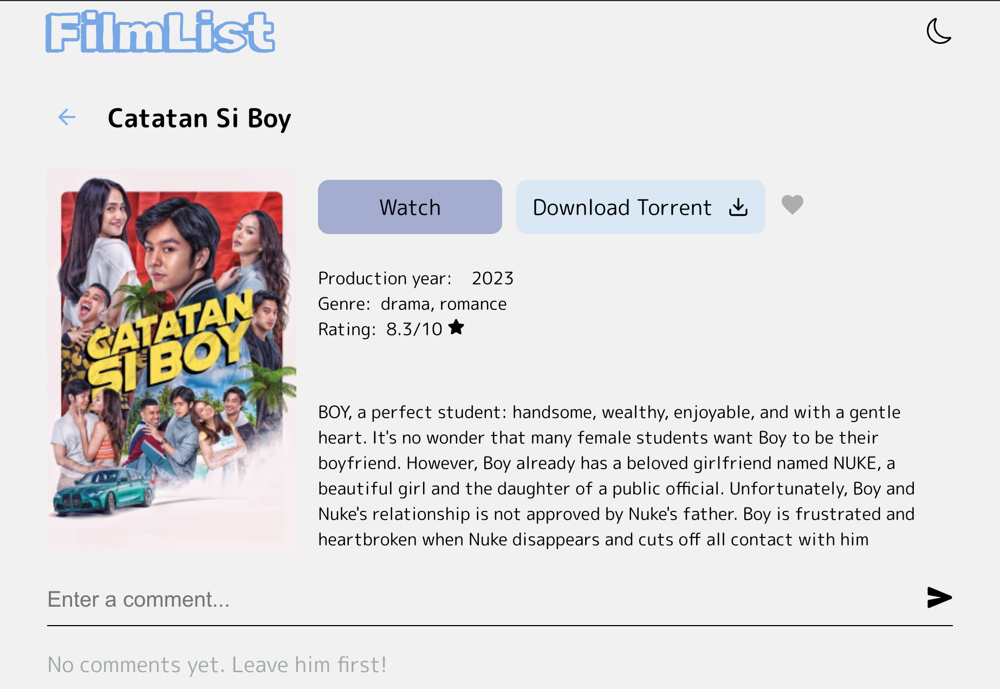 FilmList
Catatan Si Boy
CATATAN
SI BOY
Watch
Download Torrent
Production year: 2023
Genre: drama, romance
Rating: 8.3/10
BOY, a perfect student: handsome, wealthy, enjoyable, and with a gentle
heart. It's no wonder that many female students want Boy to be their
boyfriend. However, Boy already has a beloved girlfriend named NUKE, a
beautiful girl and the daughter of a public official. Unfortunately, Boy and
Nuke's relationship is not approved by Nuke's father. Boy is frustrated and
heartbroken when Nuke disappears and cuts off all contact with him
Enter a comment...
No comments yet. Leave him first!